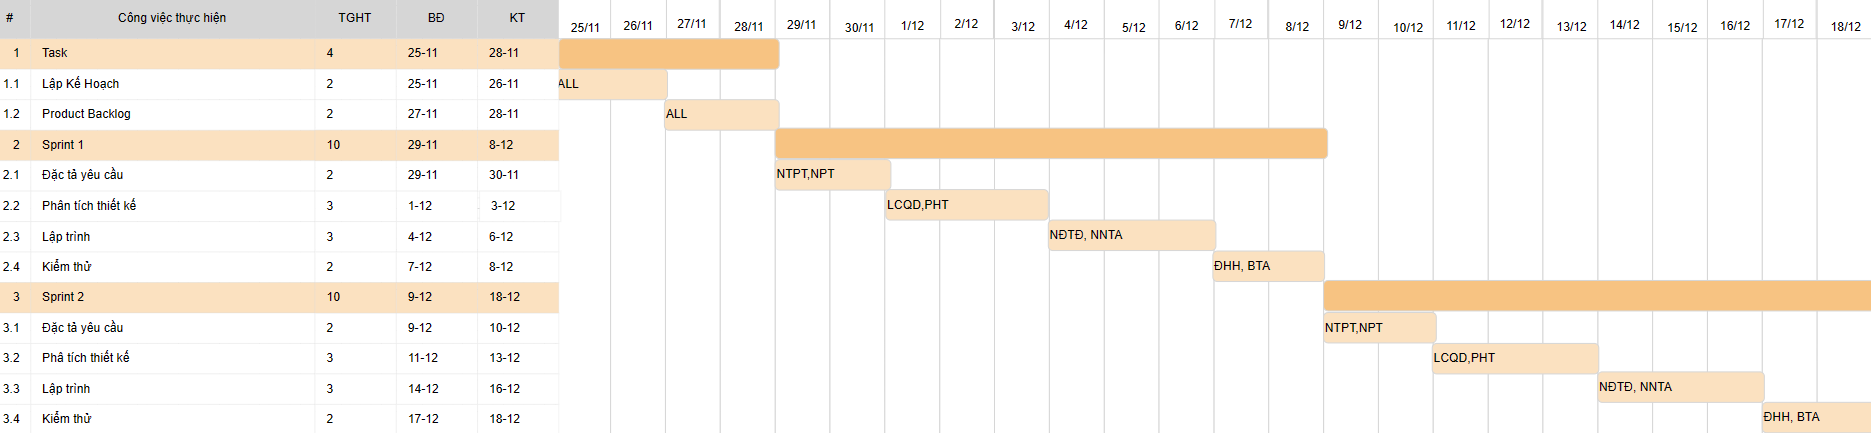 # Công việc thực hiện TGHT BĐ KT 25/11 26/11 27/11 28/11 29/11 30/11 1/12 2/12 3/12 4/12 5/12 6/12 7/12 8/12 9/12 10/12 11/12 12/12 13/12 14/12 15/12 16/12 17/12 18/12
1 Task 4 25-11 28-11
1.1 Lập Kế Hoạch 2 25-11 26-11 ALL
1.2 Product Backlog 2 27-11 28-11 ALL
2 Sprint 1 10 29-11 8-12
2.1 Đặc tả yêu cầu 2 29-11 30-11 NTPT,NPT
2.2 Phân tích thiết kế 3 1-12 3-12 LCQD,PHT
2.3 Lập trình 3 4-12 6-12 NĐTĐ, NNTA
2.4 Kiểm thử 2 7-12 8-12 ĐHH, BTA
3 Sprint 2 10 9-12 18-12
3.1 Đặc tả yêu cầu 2 9-12 10-12 NTPT,NPT
3.2 Phâ tích thiết kế 3 11-12 13-12 LCQD,PHT
3.3 Lập trình 3 14-12 16-12 NĐTĐ, NNTA
3.4 Kiểm thử 2 17-12 18-12 ĐHH, BTA